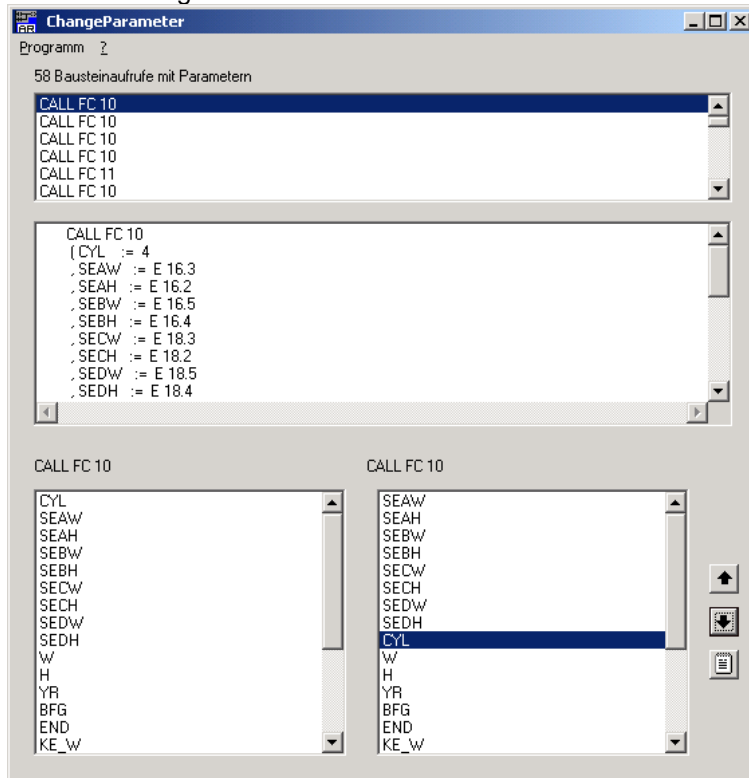 ChangeParameter
Programm ?
58 Bausteinaufrufe mit Parametern
CALL FC 10
CALL FC 10
CALL FC 10
CALL FC 10
CALL FC 11
CALL FC 10
CALL FC 10
( CYL := 4
, SEAW := E 16.3
, SEAH := E 16.2
, SEBW := E 16.5
, SEBH := E 16.4
, SECW := E 18.3
, SECH := E 18.2
, SEDW := E 18.5
, SEDH := E 18.4
CALL FC 10
CYL
SEAW
SEAH
SEBW
SEBH
SECW
SECH
SEDW
SEDH
W
H
YR
BFG
END
KE_W
CALL FC 10
SEAW
SEAH
SEBW
SEBH
SECW
SECH
SEDW
SEDH
CYL
W
H
YR
BFG
END
KE_W